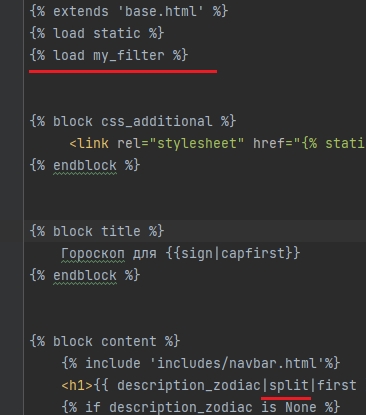 {% extends 'base.html' %}
{% load static %}
{% load my_filter %}
{% block css_additional %}
<link rel="stylesheet" href="{% stati
{% endblock %}
{% block title %}
Гороскоп для {{sign|capfirst}}
{% endblock %}
{% block content %}
{% include 'includes/navbar.html'%}
<h1>{{ description_zodiac|split|first
{% if description_zodiac is None %}